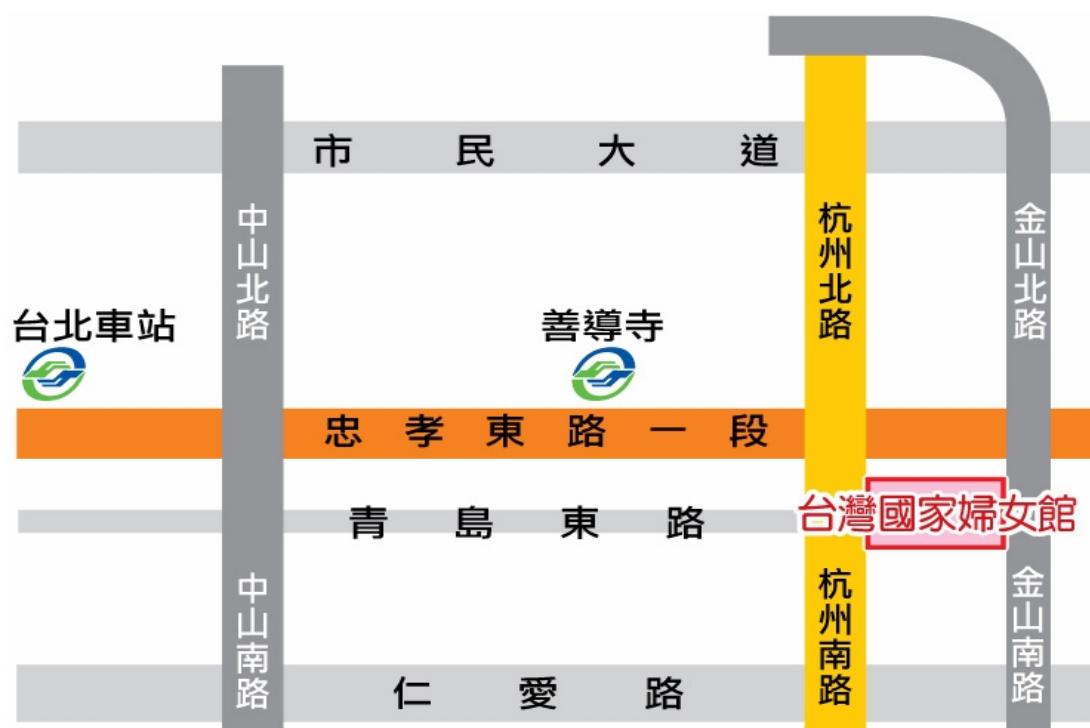 市民大道
中山北路
杭州北路
金山北路
台北車站
善導寺
忠孝東路一段
青島東路
台灣國家婦女館
中山南路
杭州南路
金山南路
仁愛路